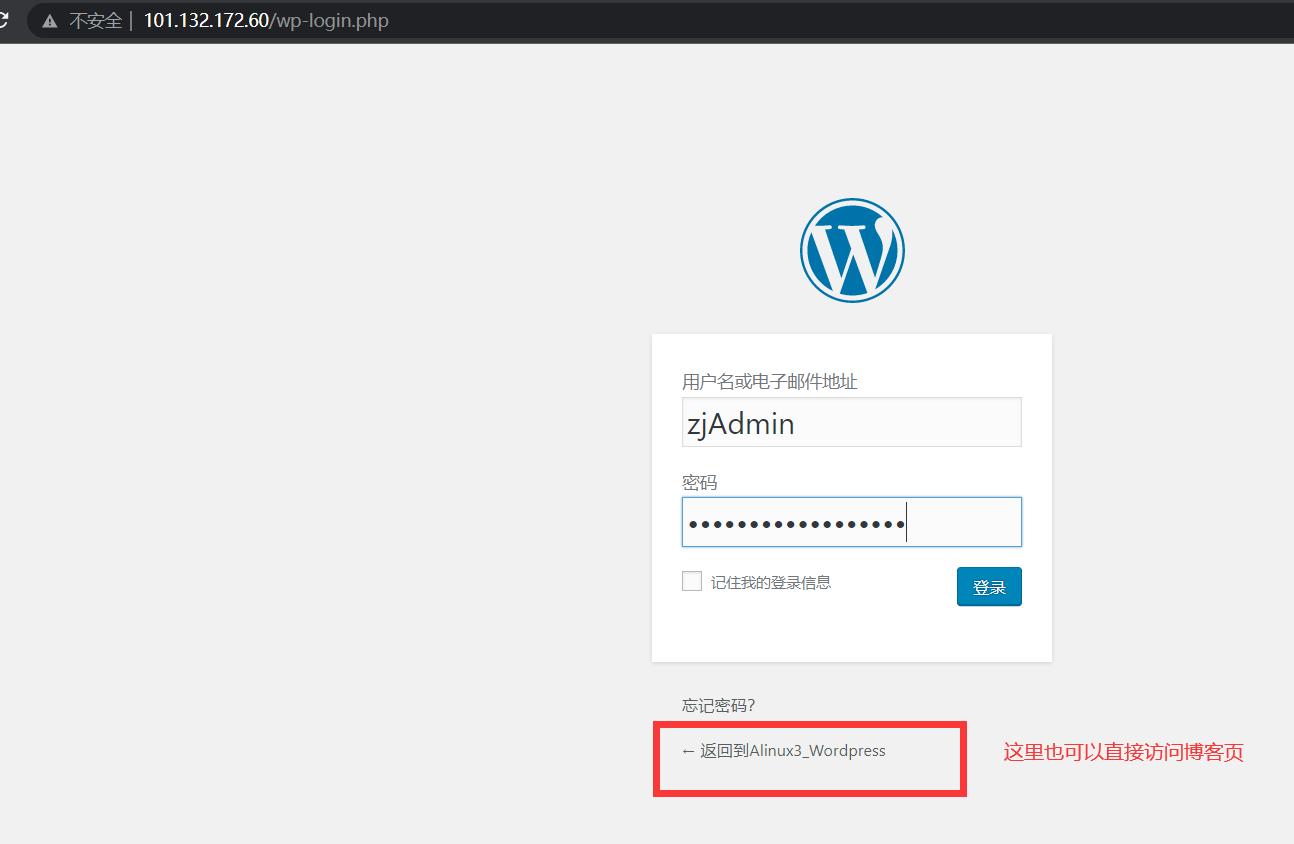 不安全 | 101.132.172.60/wp-login.php
用户名或电子邮件地址
zjAdmin
密码
••••••••••••••••••
记住我的登录信息
登录
忘记密码?
← 返回到Alinux3_Wordpress
这里也可以直接访问博客页